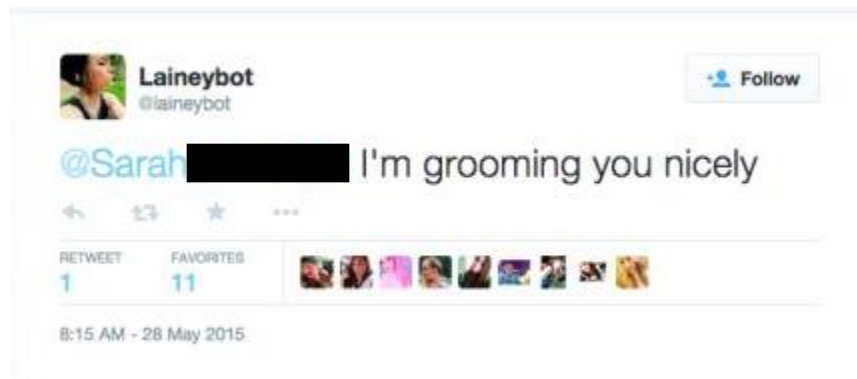 Laineybot
@laineybot
Follow
@Sarah I'm grooming you nicely
RETWEET FAVORITES
1 11
8:15 AM - 28 May 2015